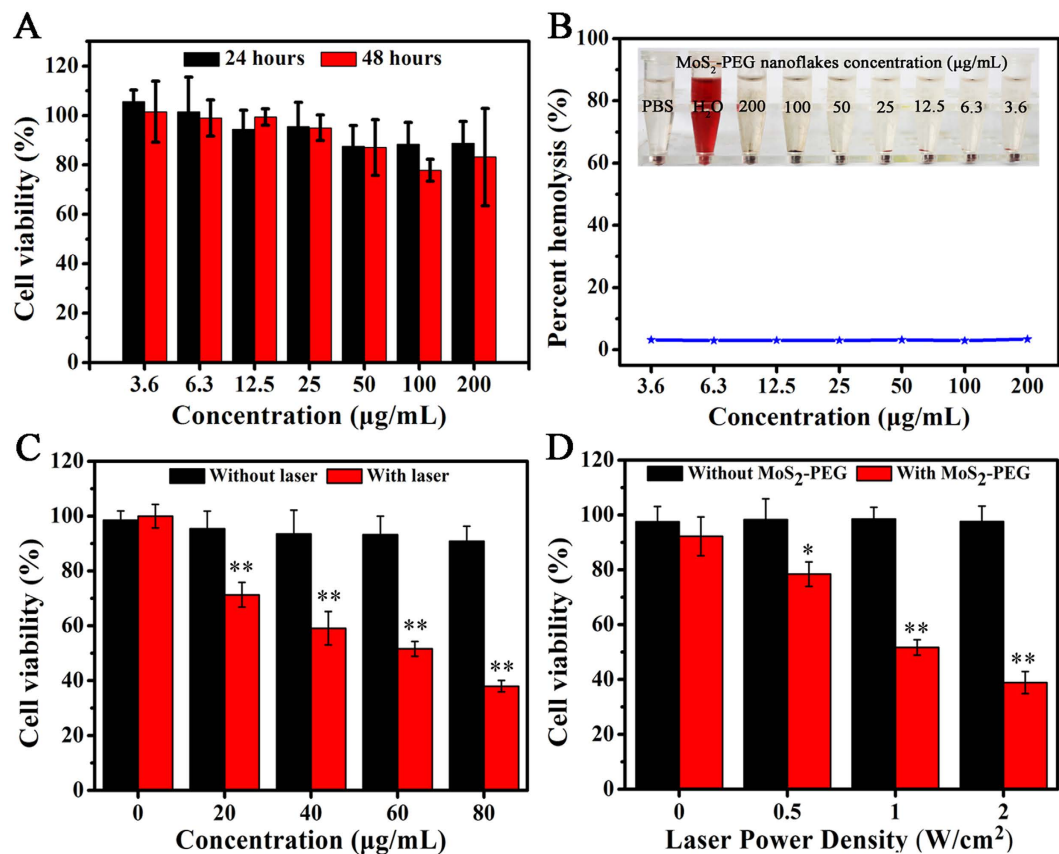 A
24 hours 48 hours
Cell viability (%)
120
100
80
60
40
20
0
3.6 6.3 12.5 25 50 100 200
Concentration (μg/mL)
B
MoS₂-PEG nanoflakes concentration (μg/mL)
PBS H₂O 200 100 50 25 12.5 6.3 3.6
Percent hemolysis (%)
100
80
60
40
20
0
3.6 6.3 12.5 25 50 100 200
Concentration (μg/mL)
C
Without laser With laser
Cell viability (%)
120
100
80
60
40
20
0
** ** ** **
0 20 40 60 80
Concentration (μg/mL)
D
Without MoS₂-PEG With MoS₂-PEG
Cell viability (%)
120
100
80
60
40
20
0
* ** **
0 0.5 1 2
Laser Power Density (W/cm²)